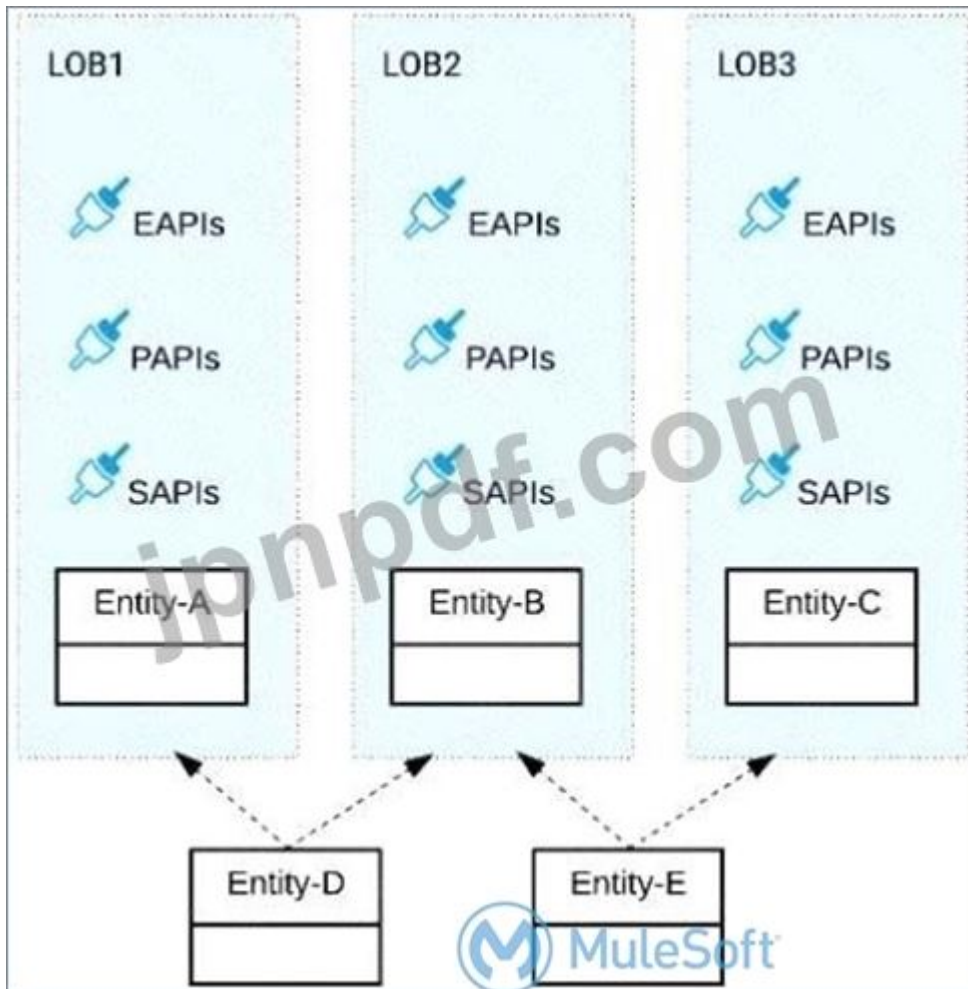 LOB1 LOB2 LOB3
EAPIs EAPIs EAPIs
PAPIs PAPIs PAPIs
SAPIs SAPIs SAPIs
jpnpdf.com
Entity-A Entity-B Entity-C
Entity-D Entity-E
MuleSoft